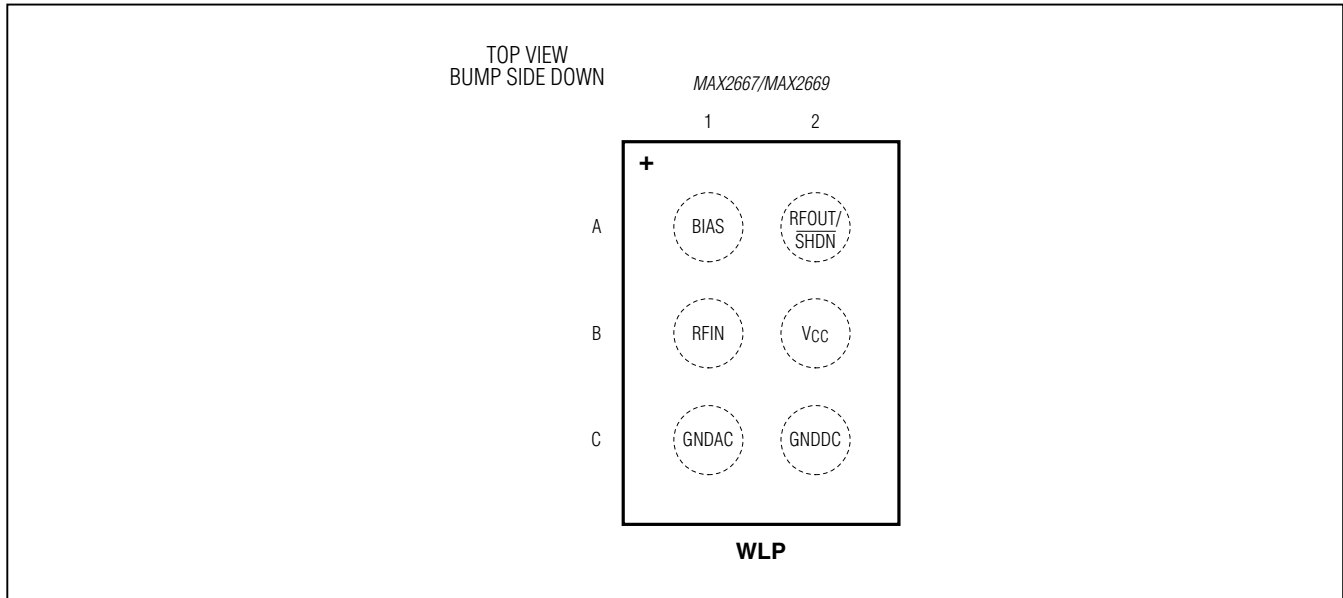 TOP VIEW
BUMP SIDE DOWN
MAX2667/MAX2669
1 2
+
A BIAS RFOUT/
SHDN
B RFIN VCC
C GNDAC GNDDC
WLP